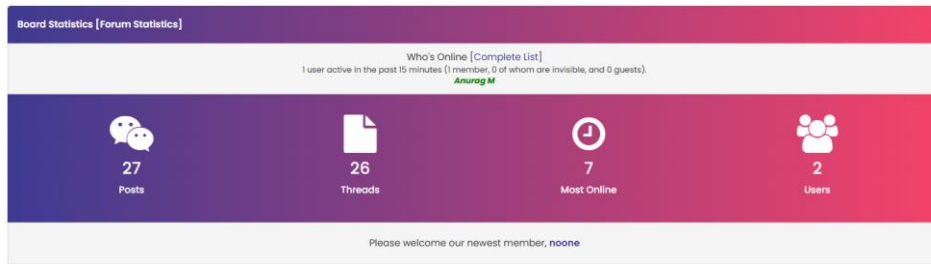 Board Statistics [Forum Statistics]
Who's Online [Complete List]
1 user active in the past 15 minutes (1 member, 0 of whom are invisible, and 0 guests).
Anurag M
27
Posts
26
Threads
7
Most Online
2
Users
Please welcome our newest member, noone